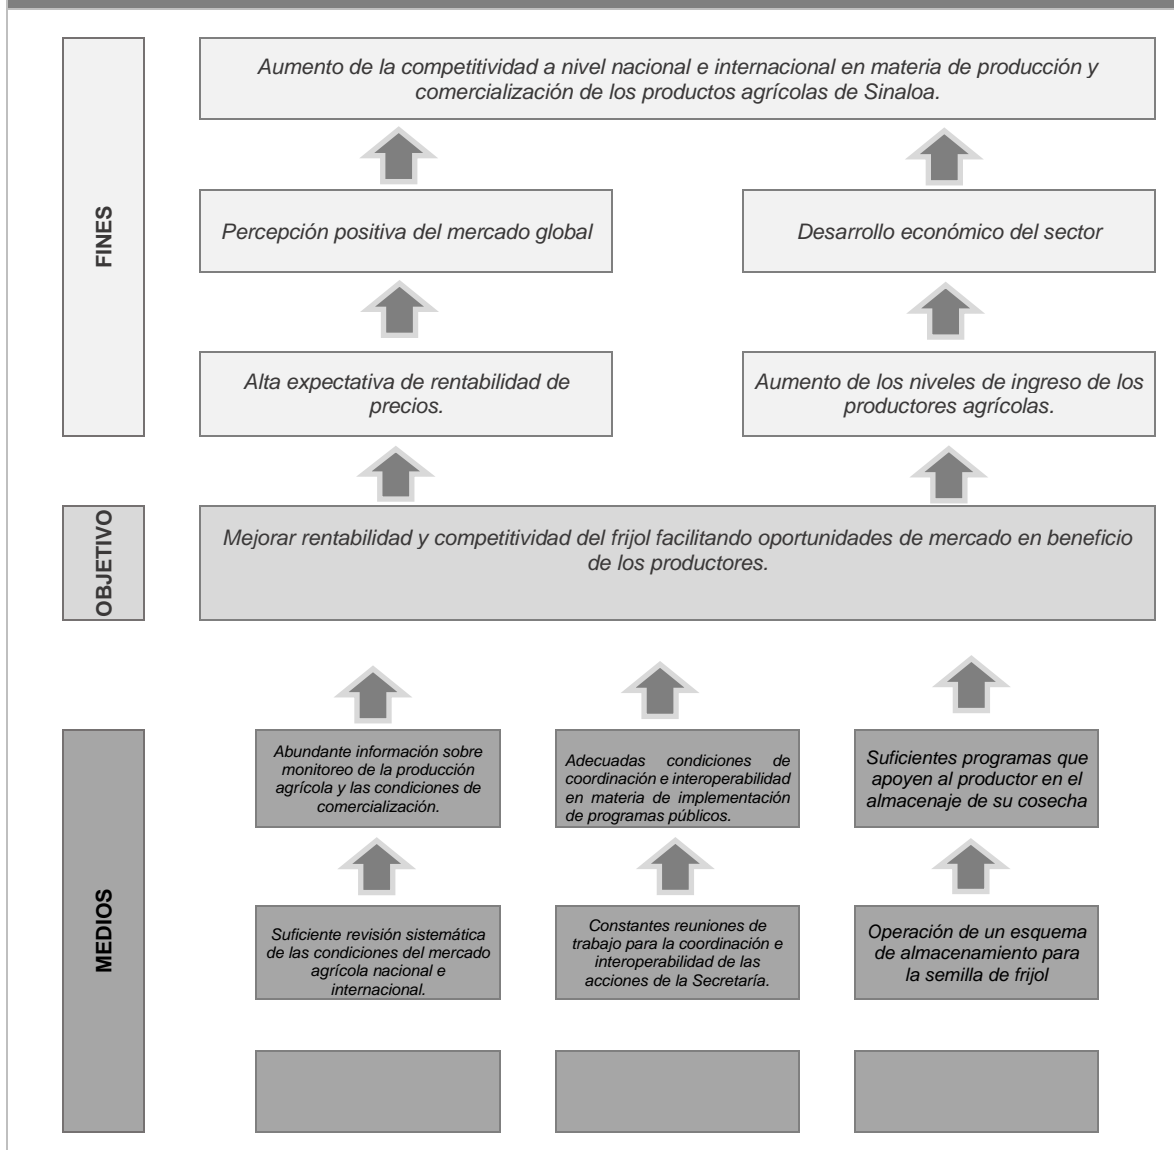 FINES
Aumento de la competitividad a nivel nacional e internacional en materia de producción y
comercialización de los productos agrícolas de Sinaloa.
Percepción positiva del mercado global
Desarrollo económico del sector
Alta expectativa de rentabilidad de
precios.
Aumento de los niveles de ingreso de los
productores agrícolas.
OBJETIVO
Mejorar rentabilidad y competitividad del frijol facilitando oportunidades de mercado en beneficio
de los productores.
MEDIOS
Abundante información sobre
monitoreo de la producción
agrícola y las condiciones de
comercialización.
Adecuadas condiciones de
coordinación e interoperabilidad
en materia de implementación
de programas públicos.
Suficientes programas que
apoyen al productor en el
almacenaje de su cosecha
Suficiente revisión sistemática
de las condiciones del mercado
agrícola nacional e
internacional.
Constantes reuniones de
trabajo para la coordinación e
interoperabilidad de las
acciones de la Secretaría.
Operación de un esquema
de almacenamiento para
la semilla de frijol